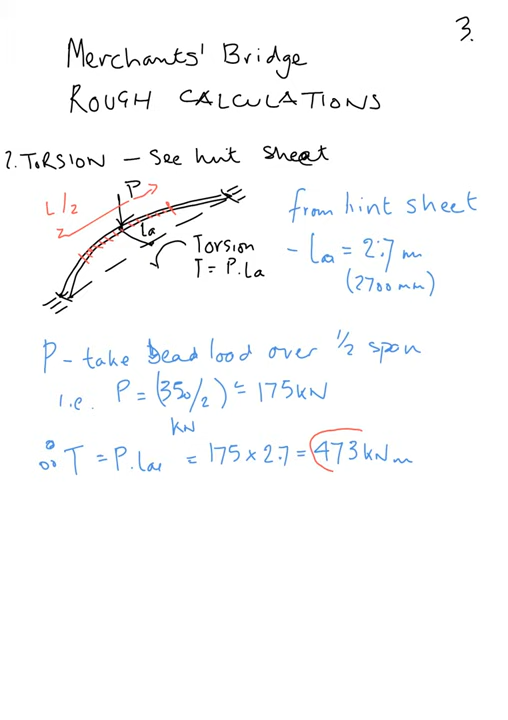 3.
Merchants' Bridge
ROUGH CALCULATIONS
2. TORSION - See hint sheet
P
L/2
La
Torsion
T = P.La
from hint sheet
- La = 2.7 m
(2700 mm)
P - take Dead load over 1/2 span
i.e. P = (350/2) = 175 kN
kN
∴ T = P.La = 175 x 2.7 = 473 kNm